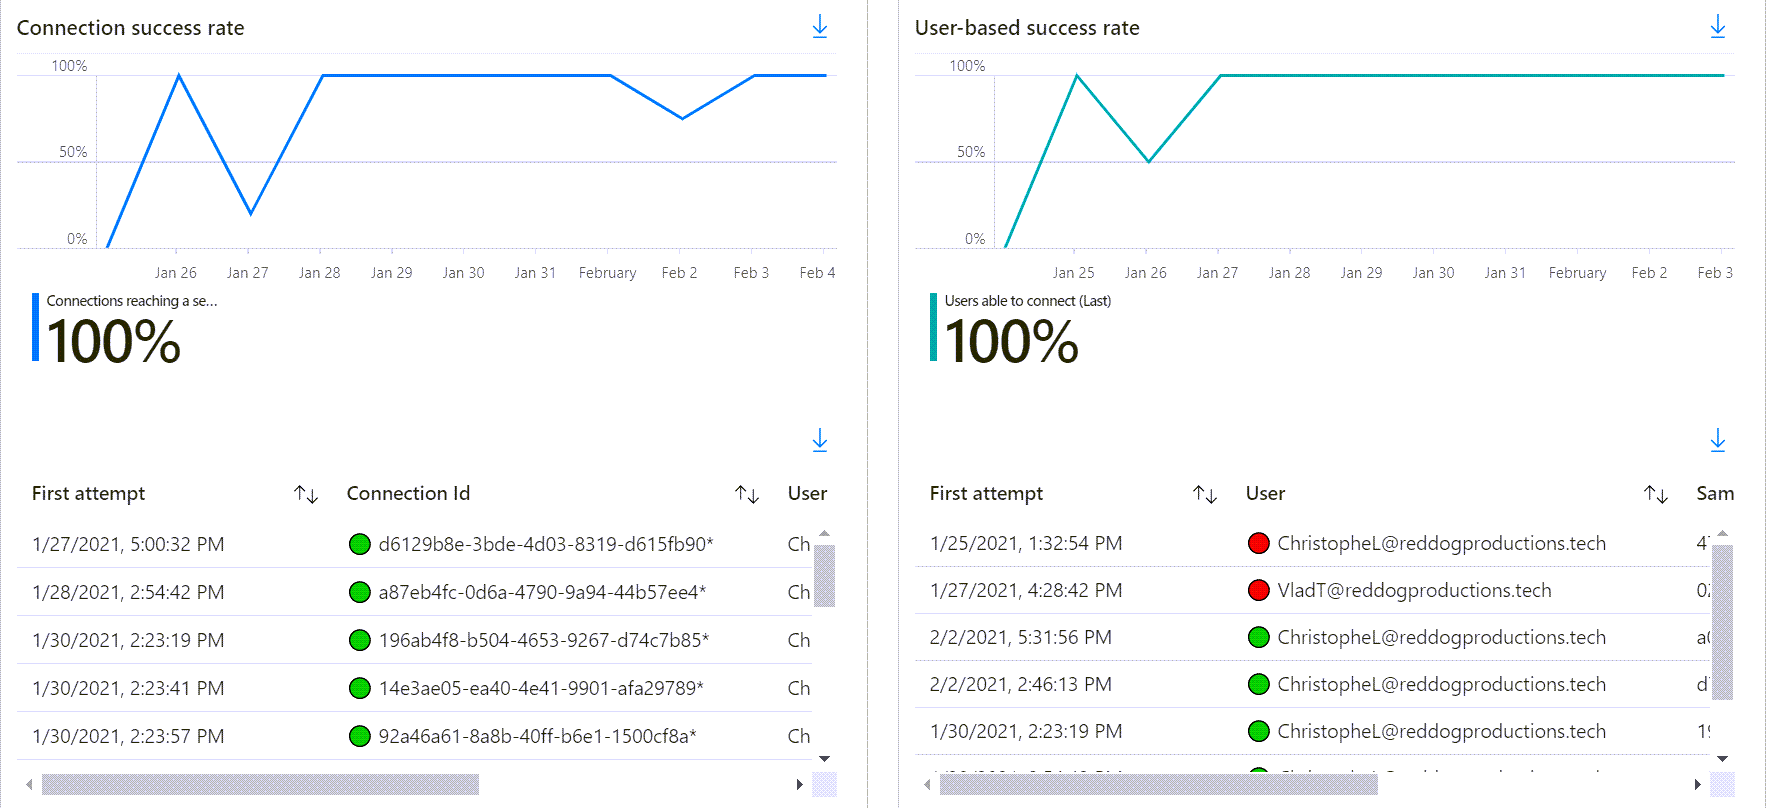 Connection success rate
100%
50%
0%
Jan 26 Jan 27 Jan 28 Jan 29 Jan 30 Jan 31 February Feb 2 Feb 3 Feb 4
Connections reaching a se...
100%
First attempt Connection Id User
1/27/2021, 5:00:32 PM d6129b8e-3bde-4d03-8319-d615fb90* Ch
1/28/2021, 2:54:42 PM a87eb4fc-0d6a-4790-9a94-44b57ee4* Ch
1/30/2021, 2:23:19 PM 196ab4f8-b504-4653-9267-d74c7b85* Ch
1/30/2021, 2:23:41 PM 14e3ae05-ea40-4e41-9901-afa29789* Ch
1/30/2021, 2:23:57 PM 92a46a61-8a8b-40ff-b6e1-1500cf8a* Ch
User-based success rate
100%
50%
0%
Jan 25 Jan 26 Jan 27 Jan 28 Jan 29 Jan 30 Jan 31 February Feb 2 Feb 3
Users able to connect (Last)
100%
First attempt User Sam
1/25/2021, 1:32:54 PM ChristopheL@reddogproductions.tech
1/27/2021, 4:28:42 PM VladT@reddogproductions.tech
2/2/2021, 5:31:56 PM ChristopheL@reddogproductions.tech
2/2/2021, 2:46:13 PM ChristopheL@reddogproductions.tech
1/30/2021, 2:23:19 PM ChristopheL@reddogproductions.tech